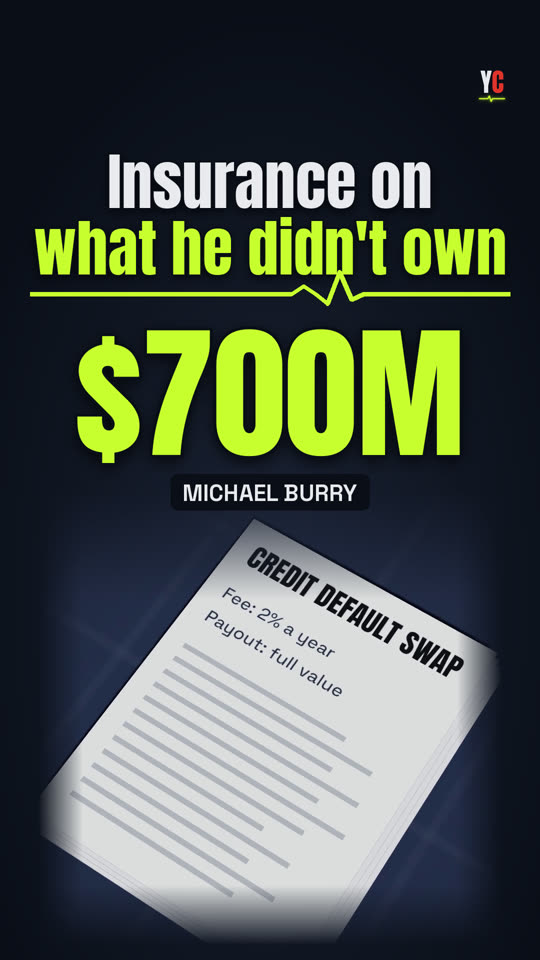 YC
Insurance on
what he didn't own
$700M
MICHAEL BURRY
CREDIT DEFAULT SWAP
Fee: 2% a year
Payout: full value